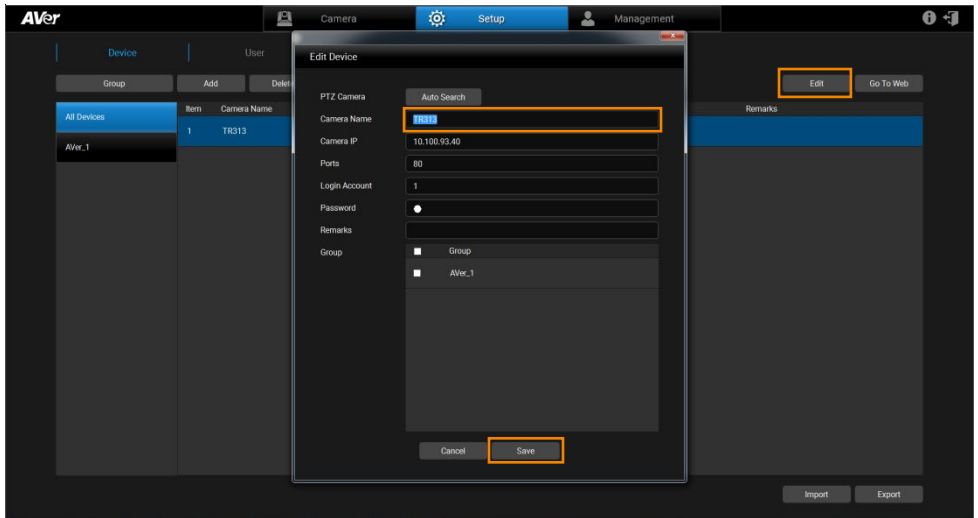 AVer Camera Setup Management
Device User
Group Add Delet Edit Go To Web
Item Camera Name Remarks
All Devices
1 TR313
AVer_1
Edit Device
PTZ Camera Auto Search
Camera Name TR313
Camera IP 10.100.93.40
Ports 80
Login Account 1
Password
Remarks
Group Group
AVer_1
Cancel Save
Import Export